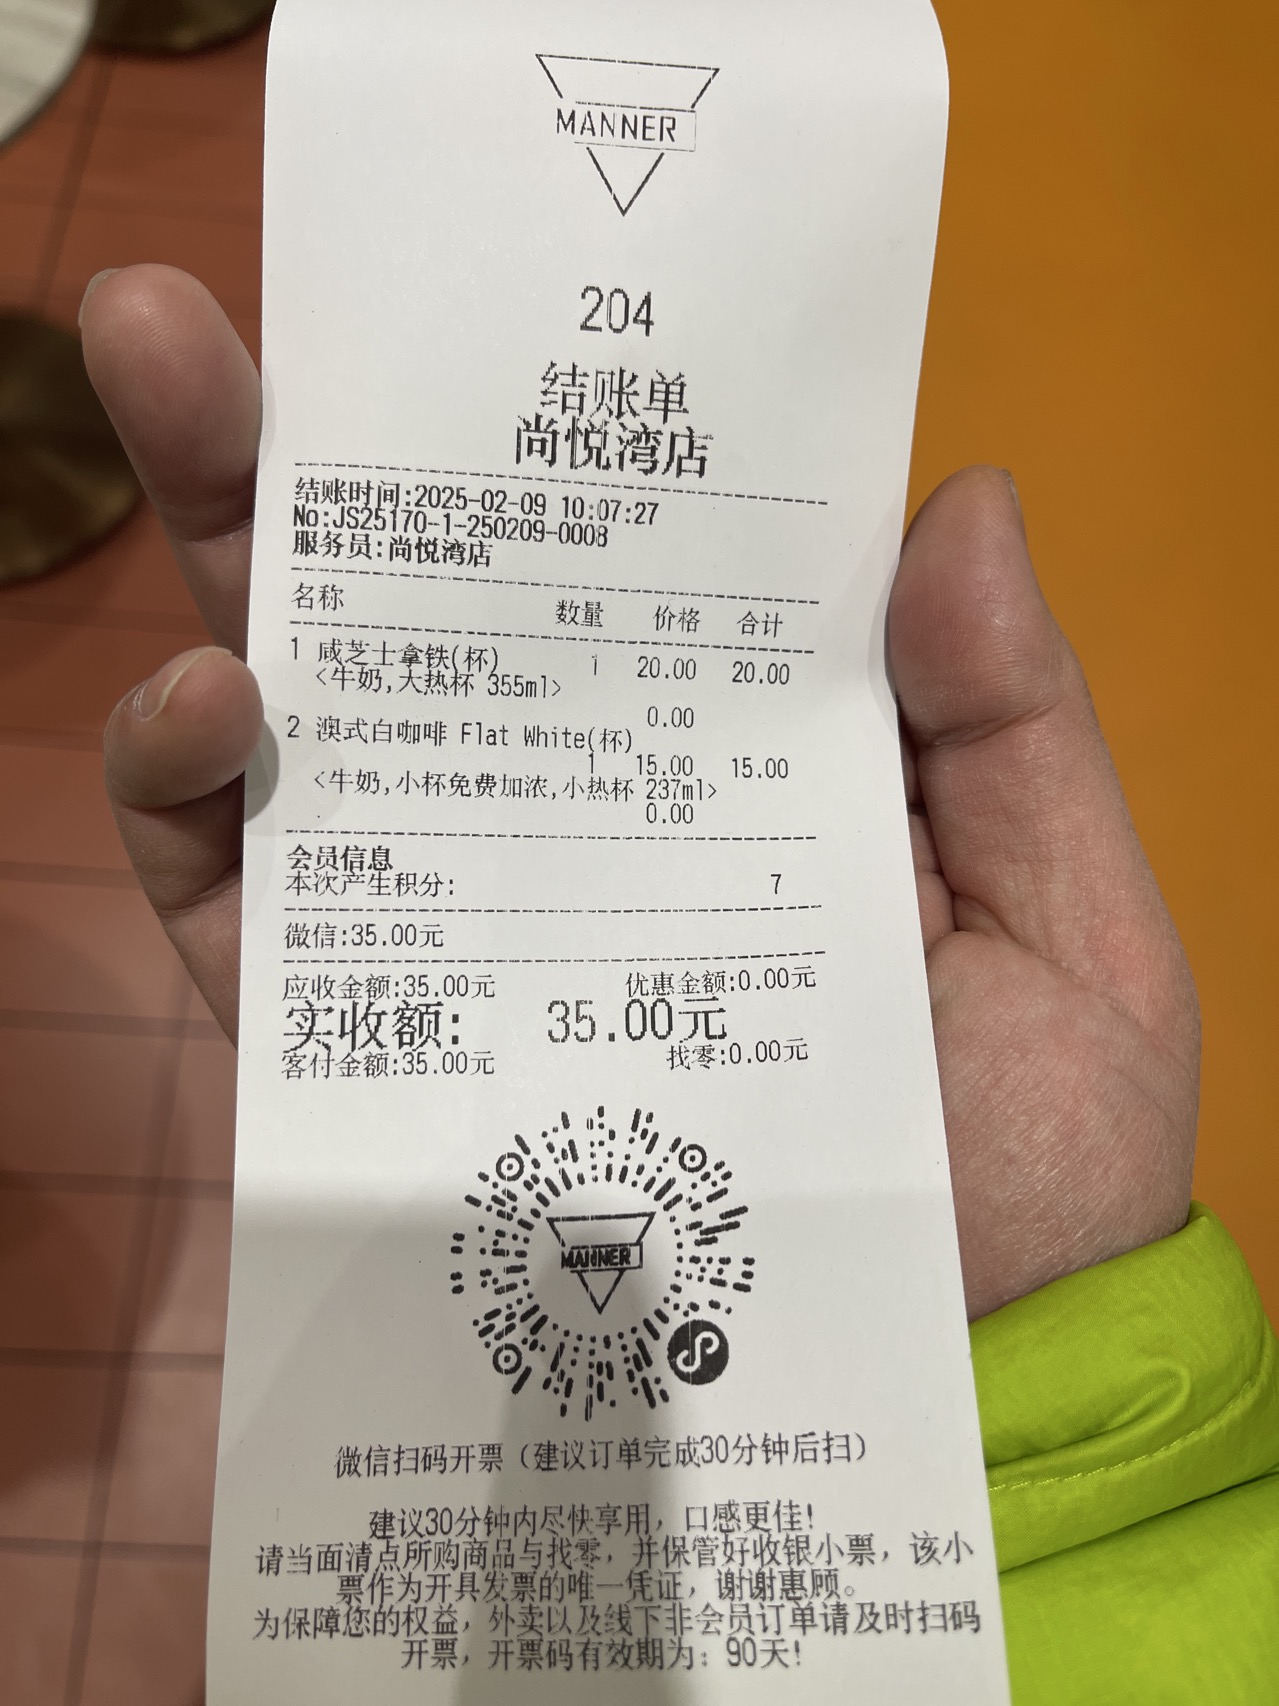 MANNER
204
结账单
尚悦湾店
结账时间:2025-02-09 10:07:27
No:JS25170-1-250209-0008
服务员:尚悦湾店
名称 数量 价格 合计
1 咸芝士拿铁(杯) 1 20.00 20.00
<牛奶,大热杯 355ml>
0.00
2 澳式白咖啡 Flat White(杯)
1 15.00 15.00
<牛奶,小杯免费加浓,小热杯 237ml>
0.00
会员信息
本次产生积分: 7
微信:35.00元
应收金额:35.00元 优惠金额:0.00元
实收额: 35.00元
客付金额:35.00元 找零:0.00元
MANNER
微信扫码开票（建议订单完成30分钟后扫）
建议30分钟内尽快享用，口感更佳!
请当面清点所购商品与找零，并保管好收银小票，该小
票作为开具发票的唯一凭证，谢谢惠顾。
为保障您的权益，外卖以及线下非会员订单请及时扫码
开票，开票码有效期为：90天!